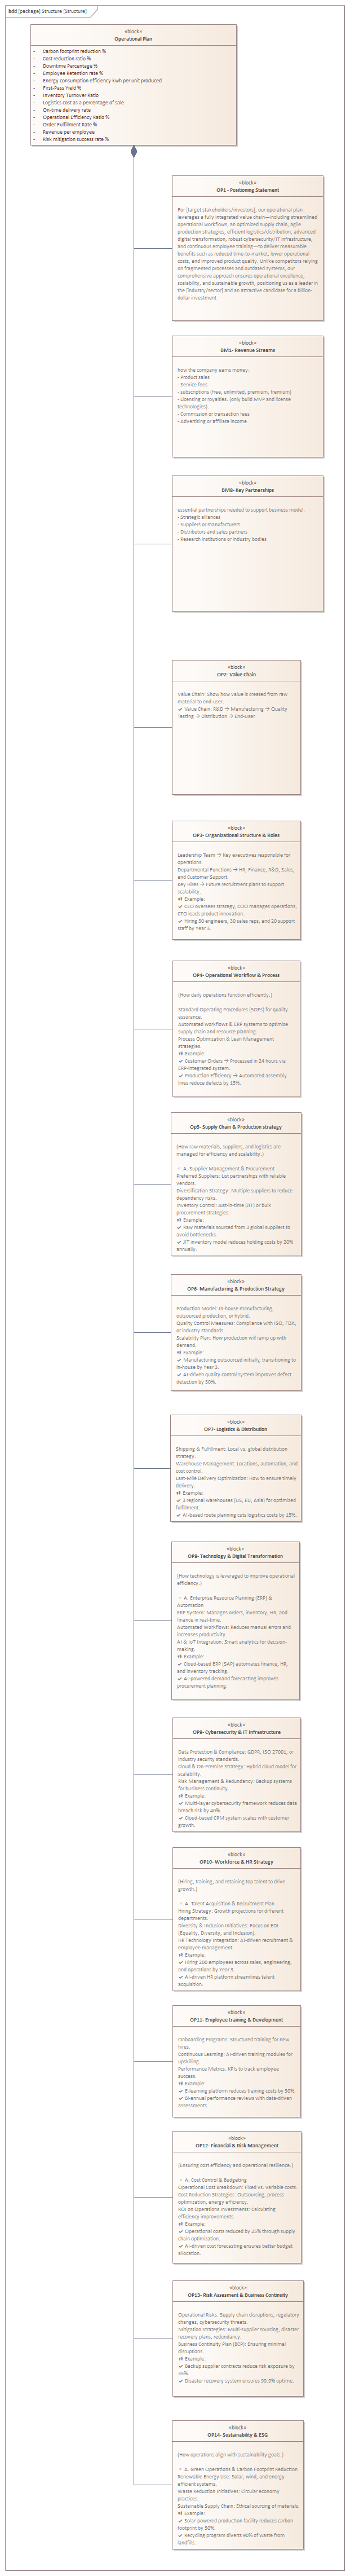 bdd [package] Structure [Structure]
«block»
Operational Plan
- Carbon footprint reduction %
- Cost reduction ratio %
- Downtime Percentage %
- Employee Retention rate %
- Energy consumption efficiency kwh per unit produced
- First-Pass Yield %
- Inventory Turnover Ratio
- Logistics cost as a percentage of sale
- On-time delivery rate
- Operational Efficiency Ratio %
- Order Fulfillment Rate %
- Revenue per employee
- Risk mitigation success rate %
«block»
OP1 - Positioning Statement
For [target stakeholders/investors], our operational plan
leverages a fully integrated value chain—including streamlined
operational workflows, an optimized supply chain, agile
production strategies, efficient logistics/distribution, advanced
digital transformation, robust cybersecurity/IT infrastructure,
and continuous employee training—to deliver measurable
benefits such as reduced time-to-market, lower operational
costs, and improved product quality. Unlike competitors relying
on fragmented processes and outdated systems, our
comprehensive approach ensures operational excellence,
scalability, and sustainable growth, positioning us as a leader in
the [industry/sector] and an attractive candidate for a billion-
dollar investment
«block»
BM1- Revenue Streams
how the company earns money:
- Product sales
- Service fees
- subscriptions (Free, unlimited, premium, fremium)
- Licensing or royalties. (only build MVP and license
technologies).
- Commission or transaction fees
- Advertising or affiliate income
«block»
BM8- Key Partnerships
essential partnerships needed to support business model:
- Strategic alliances
- Suppliers or manufacturers
- Distributors and sales partners
- Research institutions or industry bodies
«block»
OP2- Value Chain
Value Chain: Show how value is created from raw
material to end-user.
✔ Value Chain: R&D → Manufacturing → Quality
Testing → Distribution → End-User.
«block»
OP3- Organizational Structure & Roles
Leadership Team → Key executives responsible for
operations.
Departmental Functions → HR, Finance, R&D, Sales,
and Customer Support.
Key Hires → Future recruitment plans to support
scalability.
Example:
✔ CEO oversees strategy, COO manages operations,
CTO leads product innovation.
✔ Hiring 50 engineers, 30 sales reps, and 20 support
staff by Year 3.
«block»
OP4- Operational Workflow & Process
(How daily operations function efficiently.)
Standard Operating Procedures (SOPs) for quality
assurance.
Automated workflows & ERP systems to optimize
supply chain and resource planning.
Process Optimization & Lean Management
strategies.
Example:
✔ Customer Orders → Processed in 24 hours via
ERP-integrated system.
✔ Production Efficiency → Automated assembly
lines reduce defects by 15%.
«block»
Op5- Supply Chain & Production strategy
(How raw materials, suppliers, and logistics are
managed for efficiency and scalability.)
A. Supplier Management & Procurement
Preferred Suppliers: List partnerships with reliable
vendors.
Diversification Strategy: Multiple suppliers to reduce
dependency risks.
Inventory Control: Just-in-time (JIT) or bulk
procurement strategies.
Example:
✔ Raw materials sourced from 3 global suppliers to
avoid bottlenecks.
✔ JIT inventory model reduces holding costs by 20%
annually.
«block»
OP6- Manufacturing & Production Strategy
Production Model: In-house manufacturing,
outsourced production, or hybrid.
Quality Control Measures: Compliance with ISO, FDA,
or industry standards.
Scalability Plan: How production will ramp up with
demand.
Example:
✔ Manufacturing outsourced initially, transitioning to
in-house by Year 3.
✔ AI-driven quality control system improves defect
detection by 30%.
«block»
OP7- Logistics & Distribution
Shipping & Fulfillment: Local vs. global distribution
strategy.
Warehouse Management: Locations, automation, and
cost control.
Last-Mile Delivery Optimization: How to ensure timely
delivery.
Example:
✔ 3 regional warehouses (US, EU, Asia) for optimized
fulfillment.
✔ AI-based route planning cuts logistics costs by 15%.
«block»
OP8- Technology & Digital Transformation
(How technology is leveraged to improve operational
efficiency.)
A. Enterprise Resource Planning (ERP) &
Automation
ERP System: Manages orders, inventory, HR, and
finance in real-time.
Automated Workflows: Reduces manual errors and
increases productivity.
AI & IoT Integration: Smart analytics for decision-
making.
Example:
✔ Cloud-based ERP (SAP) automates finance, HR,
and inventory tracking.
✔ AI-powered demand forecasting improves
procurement planning.
«block»
OP9- Cybersecurity & IT Infrastructure
Data Protection & Compliance: GDPR, ISO 27001, or
industry security standards.
Cloud & On-Premise Strategy: Hybrid cloud model for
scalability.
Risk Management & Redundancy: Backup systems
for business continuity.
Example:
✔ Multi-layer cybersecurity framework reduces data
breach risk by 40%.
✔ Cloud-based CRM system scales with customer
growth.
«block»
OP10- Workforce & HR Strategy
(Hiring, training, and retaining top talent to drive
growth.)
A. Talent Acquisition & Recruitment Plan
Hiring Strategy: Growth projections for different
departments.
Diversity & Inclusion Initiatives: Focus on EDI
(Equality, Diversity, and Inclusion).
HR Technology Integration: AI-driven recruitment &
employee management.
Example:
✔ Hiring 200 employees across sales, engineering,
and operations by Year 3.
✔ AI-driven HR platform streamlines talent
acquisition.
«block»
OP11- Employee training & Development
Onboarding Programs: Structured training for new
hires.
Continuous Learning: AI-driven training modules for
upskilling.
Performance Metrics: KPIs to track employee
success.
Example:
✔ E-learning platform reduces training costs by 30%.
✔ Bi-annual performance reviews with data-driven
assessments.
«block»
OP12- Financial & Risk Management
(Ensuring cost efficiency and operational resilience.)
A. Cost Control & Budgeting
Operational Cost Breakdown: Fixed vs. variable costs.
Cost Reduction Strategies: Outsourcing, process
optimization, energy efficiency.
ROI on Operations Investments: Calculating
efficiency improvements.
Example:
✔ Operational costs reduced by 25% through supply
chain optimization.
✔ AI-driven cost forecasting ensures better budget
allocation.
«block»
OP13- Risk Assesment & Business Continuity
Operational Risks: Supply chain disruptions, regulatory
changes, cybersecurity threats.
Mitigation Strategies: Multi-supplier sourcing, disaster
recovery plans, redundancy.
Business Continuity Plan (BCP): Ensuring minimal
disruptions.
Example:
✔ Backup supplier contracts reduce risk exposure by
35%.
✔ Disaster recovery system ensures 99.9% uptime.
«block»
OP14- Sustainability & ESG
(How operations align with sustainability goals.)
A. Green Operations & Carbon Footprint Reduction
Renewable Energy Use: Solar, wind, and energy-
efficient systems.
Waste Reduction Initiatives: Circular economy
practices.
Sustainable Supply Chain: Ethical sourcing of materials.
Example:
✔ Solar-powered production facility reduces carbon
footprint by 50%.
✔ Recycling program diverts 90% of waste from
landfills.